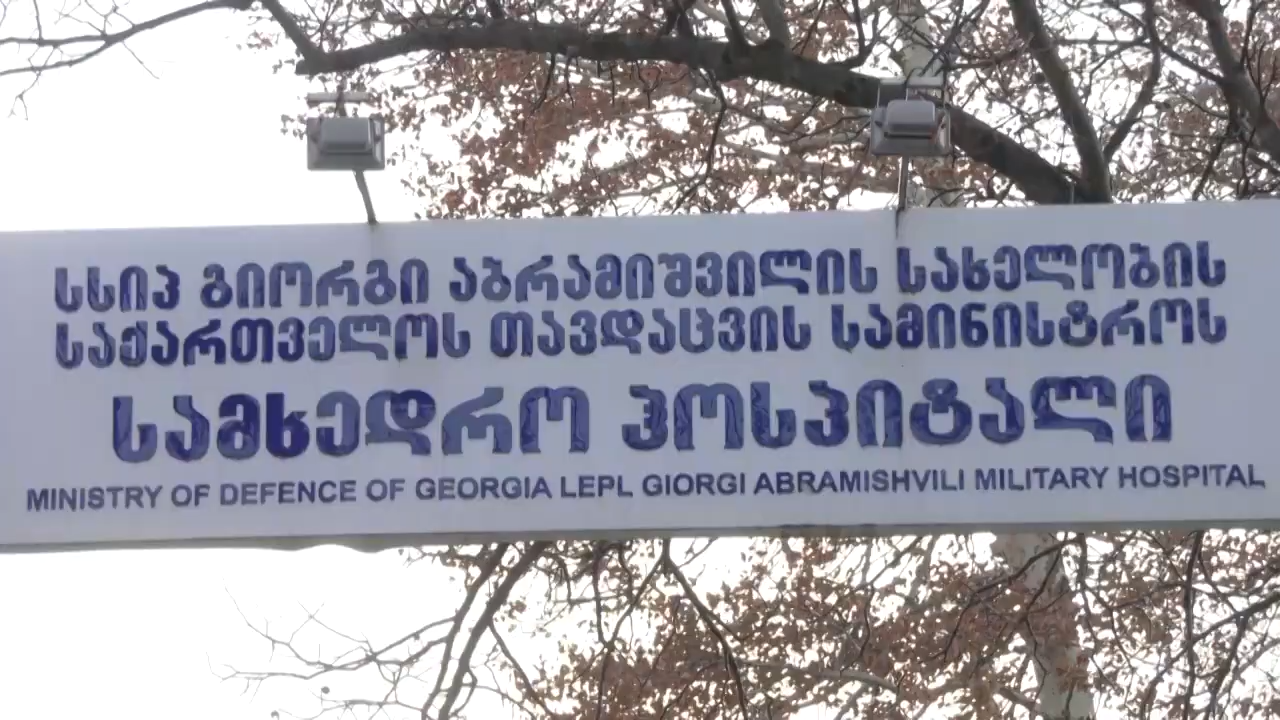 სსიპ გიორგი აბრამიშვილის სახელობის
საქართველოს თავდაცვის სამინისტროს
სამხედრო ჰოსპიტალი
MINISTRY OF DEFENCE OF GEORGIA LEPL GIORGI ABRAMISHVILI MILITARY HOSPITAL